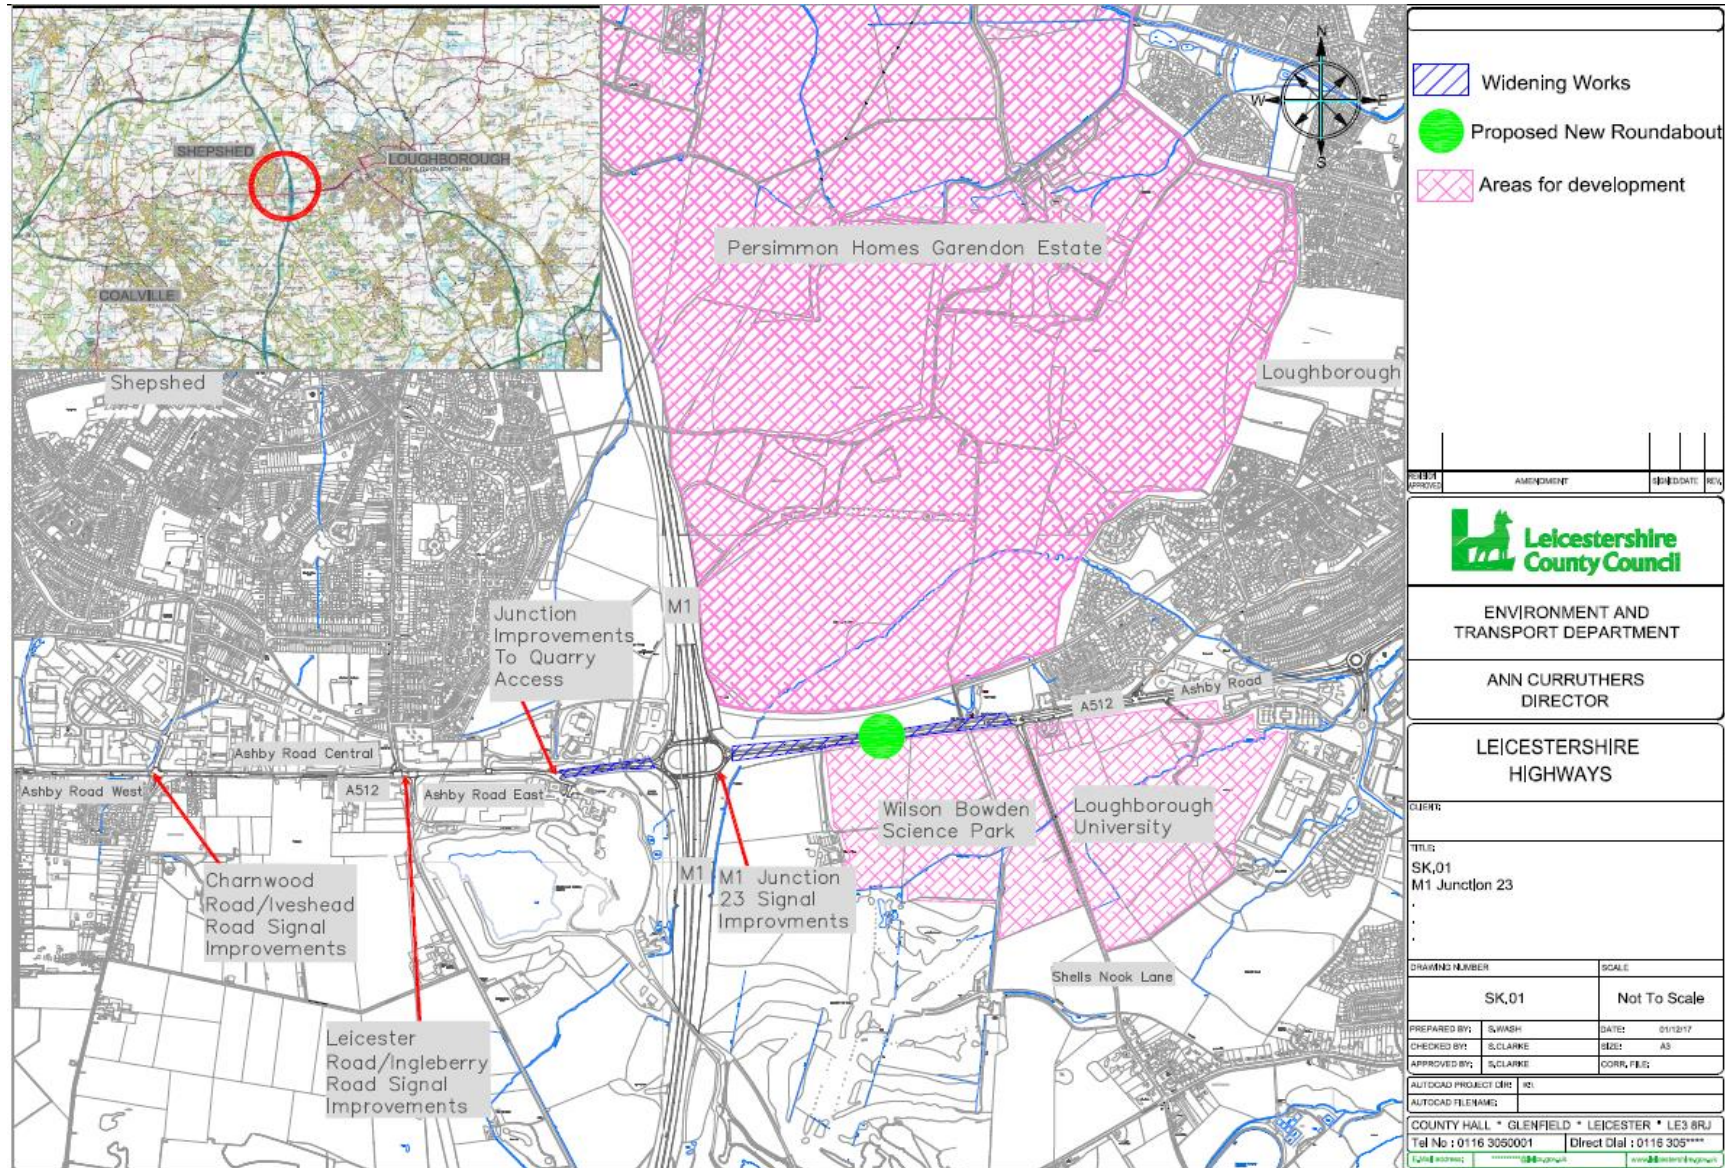 SHEPSHED
LOUGHBOROUGH
COALVILLE
Shepshed
Persimmon Homes Garendon Estate
Loughborough
N
W
E
S
M1
Junction
Improvements
To Quarry
Access
Ashby Road
A512
Ashby Road Central
Ashby Road West
A512
Ashby Road East
Wilson Bowden
Science Park
Loughborough
University
M1
M1 Junction
23 Signal
Improvments
Charnwood
Road/Iveshead
Road Signal
Improvements
Shells Nook Lane
Leicester
Road/Ingleberry
Road Signal
Improvements
Widening Works
Proposed New Roundabout
Areas for development
APPROVED
AMENDMENT
SIGNED/DATE
REV.
Leicestershire
County Council
ENVIRONMENT AND
TRANSPORT DEPARTMENT
ANN CURRUTHERS
DIRECTOR
LEICESTERSHIRE
HIGHWAYS
CLIENT:
TITLE:
SK.01
M1 Junction 23
DRAWING NUMBER
SCALE
SK.01
Not To Scale
PREPARED BY: S.WASH DATE: 01/12/17
CHECKED BY: S.CLARKE SIZE: A3
APPROVED BY: S.CLARKE CORR. FILE:
AUTOCAD PROJECT DIR:
AUTOCAD FILENAME:
COUNTY HALL * GLENFIELD * LEICESTER * LE3 8RJ
Tel No : 0116 3050001 Direct Dial : 0116 305****